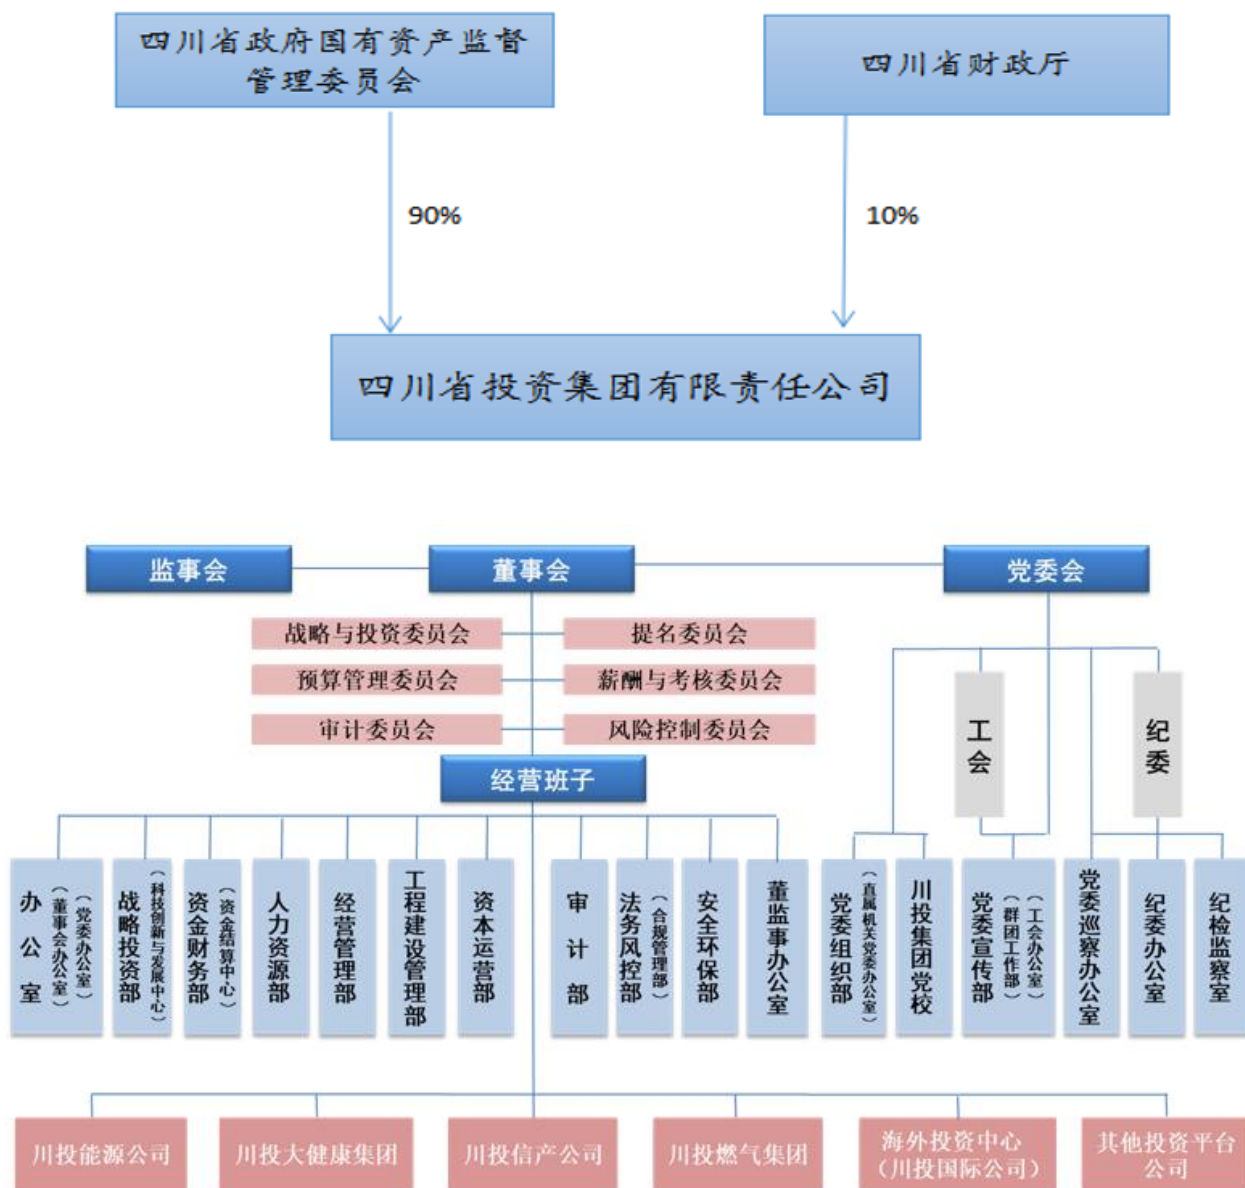 四川省政府国有资产监督
管理委员会
四川省财政厅
90%
10%
四川省投资集团有限责任公司
监事会
董事会
党委会
战略与投资委员会
提名委员会
预算管理委员会
薪酬与考核委员会
审计委员会
风险控制委员会
工会
纪委
经营班子
办公室
（董事会办公室）
（党委办公室）
战略投资部
（科技创新与发展中心）
资金财务部
（资金结算中心）
人力资源部
经营管理部
工程建设管理部
资本运营部
审计部
法务风控部
（合规管理部）
安全环保部
董监事办公室
党委组织部
（直属机关党委办公室）
川投集团党校
党委宣传部
（群团工作部）
（工会办公室）
党委巡察办公室
纪委办公室
纪检监察室
川投能源公司
川投大健康集团
川投信产公司
川投燃气集团
海外投资中心
（川投国际公司）
其他投资平台
公司